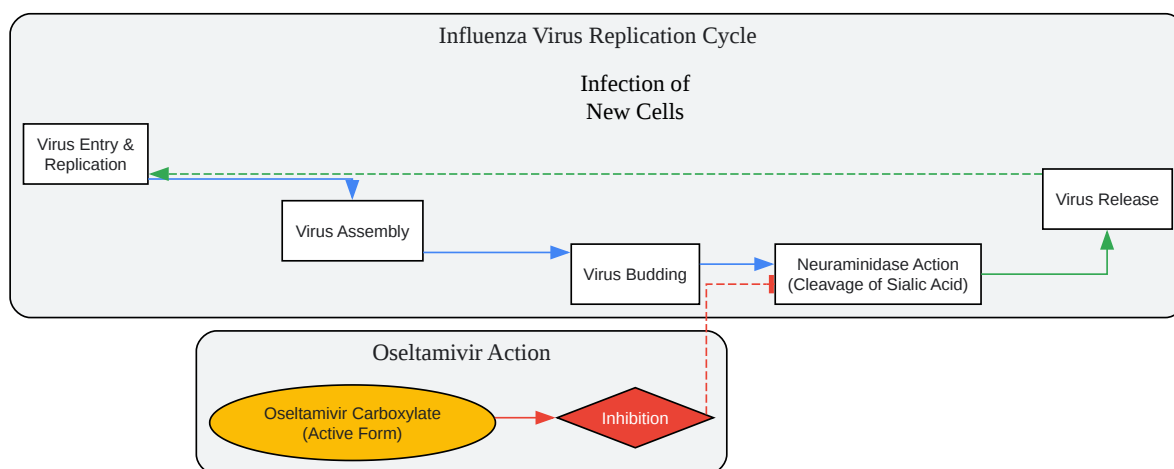 Influenza Virus Replication Cycle
Infection of
New Cells
Virus Entry &
Replication
Virus Release
Virus Assembly
Virus Budding
Neuraminidase Action
(Cleavage of Sialic Acid)
Oseltamivir Action
Oseltamivir Carboxylate
(Active Form)
Inhibition